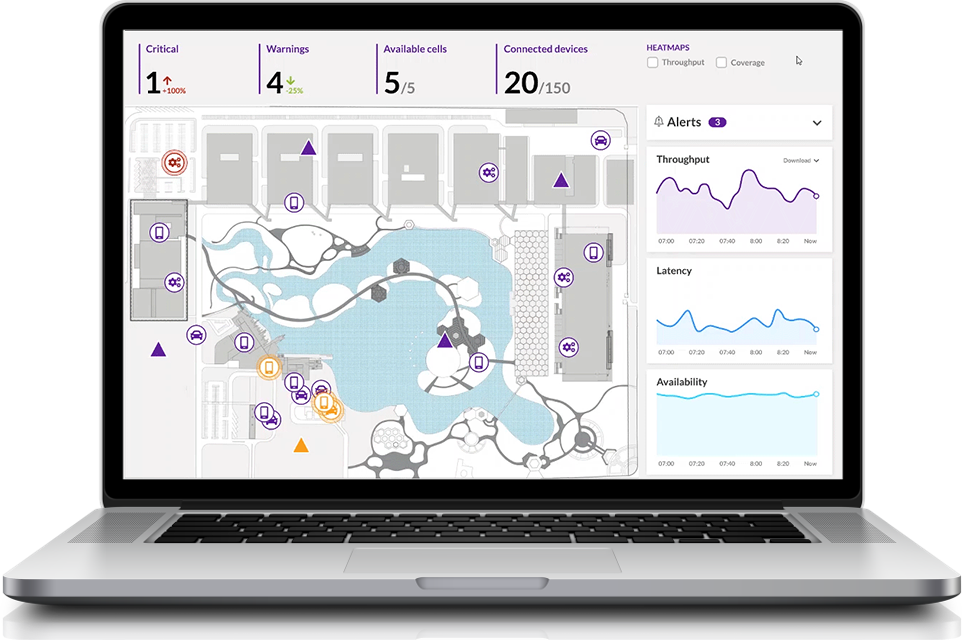 Critical
1 +100%
Warnings
4 -25%
Available cells
5/5
Connected devices
20/150
HEATMAPS
Throughput Coverage
Alerts 3
Throughput Download
07:00 07:20 07:40 8:00 8:20 Now
Latency
07:00 07:20 07:40 8:00 8:20 Now
Availability
07:00 07:20 07:40 8:00 8:20 Now